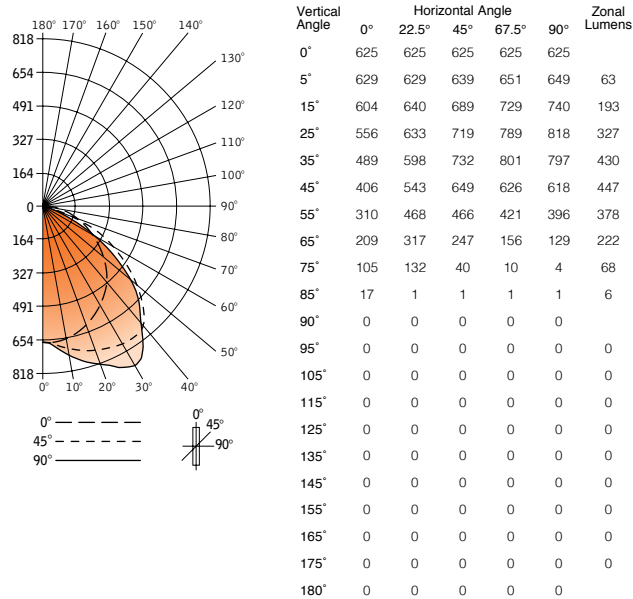 180° 170° 160° 150° 140°
130°
120°
110°
100°
90°
80°
70°
60°
50°
0° 10° 20° 30° 40°
818
654
491
327
164
0
164
327
491
654
818
0°
45°
90°
0°
45°
90°
Vertical Angle Horizontal Angle Zonal Lumens
0° 22.5° 45° 67.5° 90°
0° 625 625 625 625 625
5° 629 629 639 651 649 63
15° 604 640 689 729 740 193
25° 556 633 719 789 818 327
35° 489 598 732 801 797 430
45° 406 543 649 626 618 447
55° 310 468 466 421 396 378
65° 209 317 247 156 129 222
75° 105 132 40 10 4 68
85° 17 1 1 1 1 6
90° 0 0 0 0 0
95° 0 0 0 0 0 0
105° 0 0 0 0 0 0
115° 0 0 0 0 0 0
125° 0 0 0 0 0 0
135° 0 0 0 0 0 0
145° 0 0 0 0 0 0
155° 0 0 0 0 0 0
165° 0 0 0 0 0 0
175° 0 0 0 0 0 0
180° 0 0 0 0 0